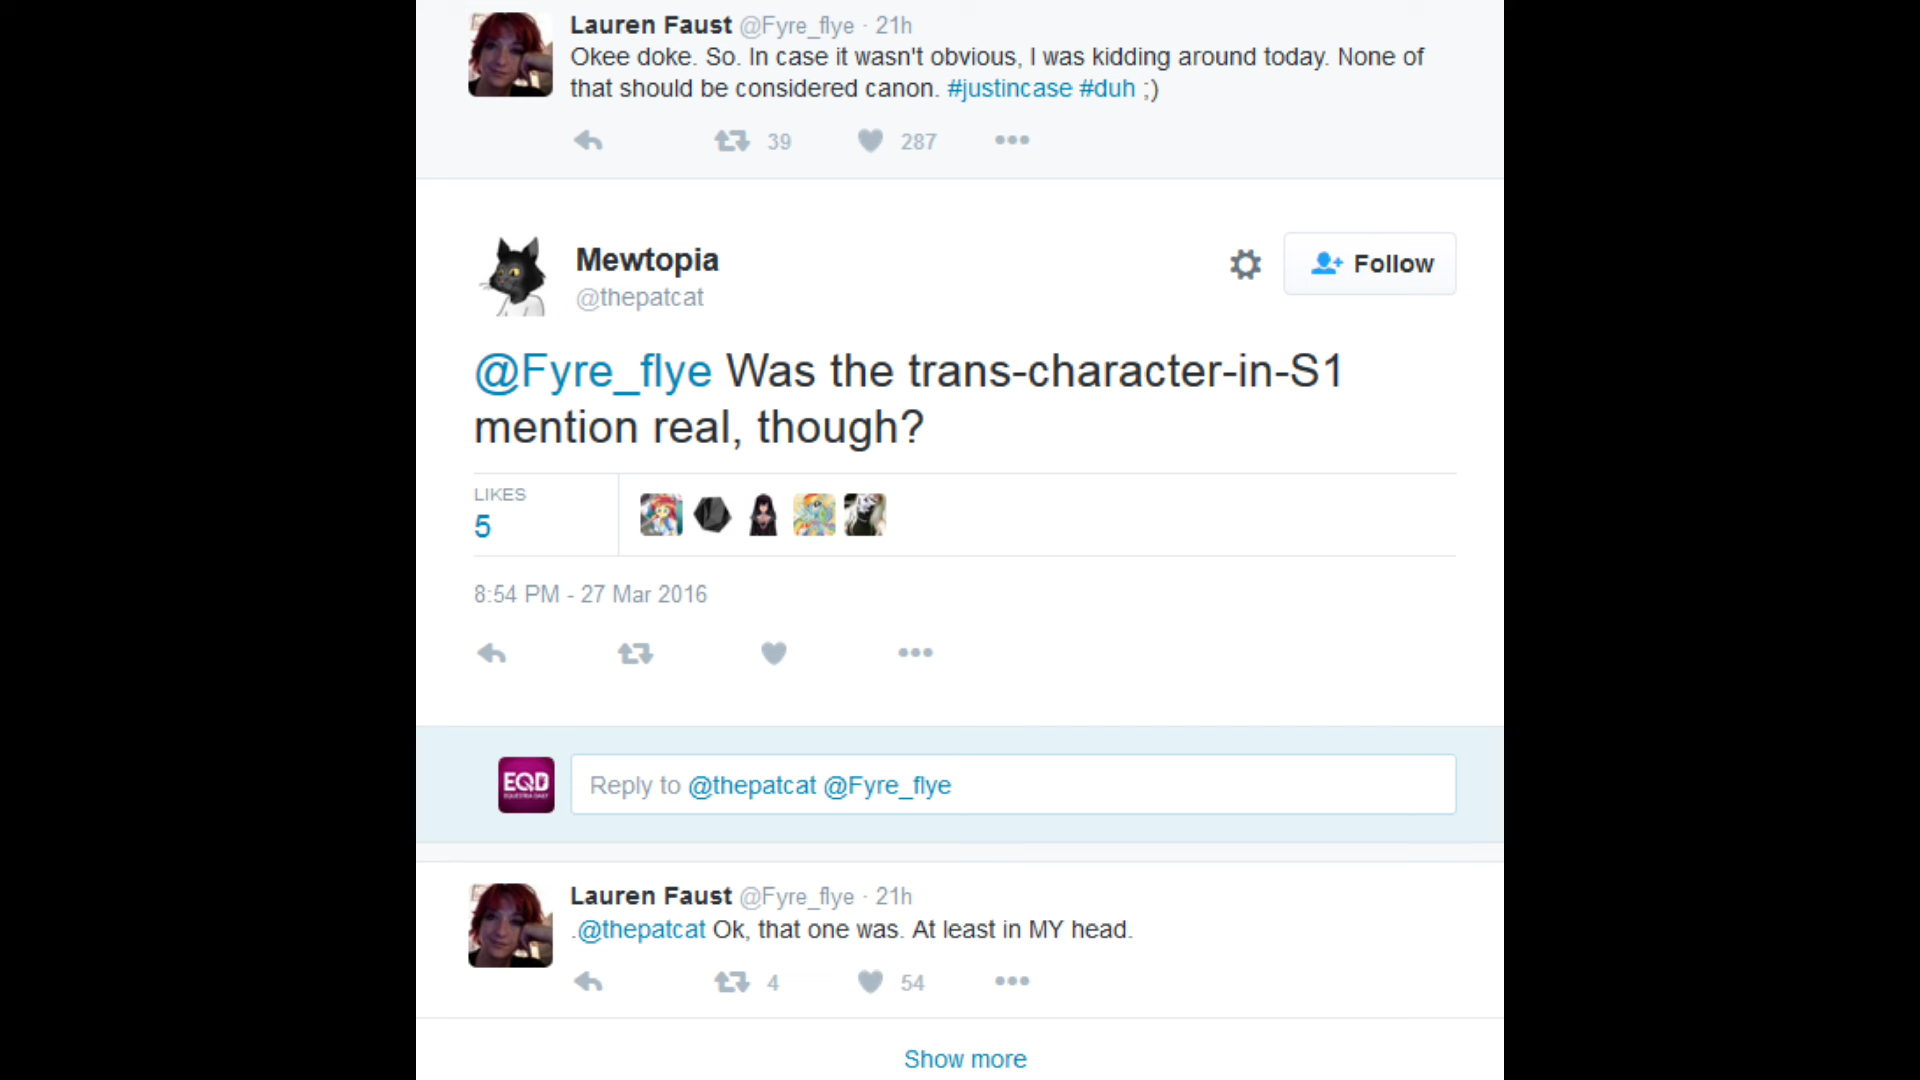 Lauren Faust @Fyre_flye · 21h
Okee doke. So. In case it wasn't obvious, I was kidding around today. None of
that should be considered canon. #justincase #duh ;)
39 287
Mewtopia
@thepatcat
Follow
@Fyre_flye Was the trans-character-in-S1
mention real, though?
LIKES
5
8:54 PM - 27 Mar 2016
EQD
EQUESTRIA DAILY
Reply to @thepatcat @Fyre_flye
Lauren Faust @Fyre_flye · 21h
.@thepatcat Ok, that one was. At least in MY head.
4 54
Show more